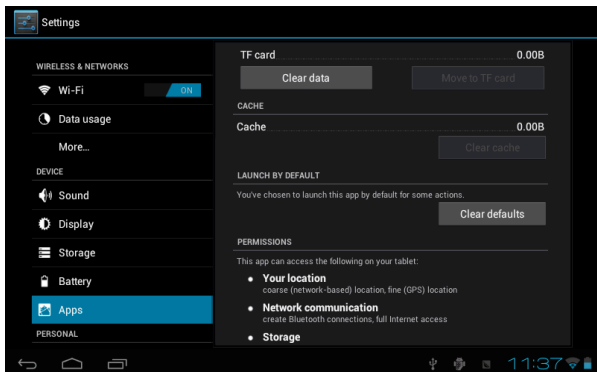 Settings
WIRELESS & NETWORKS
Wi-Fi ON
Data usage
More...
DEVICE
Sound
Display
Storage
Battery
Apps
PERSONAL
TF card 0.00B
Clear data Move to TF card
CACHE
Cache 0.00B
Clear cache
LAUNCH BY DEFAULT
You've chosen to launch this app by default for some actions.
Clear defaults
PERMISSIONS
This app can access the following on your tablet:
• Your location
coarse (network-based) location, fine (GPS) location
• Network communication
create Bluetooth connections, full Internet access
• Storage
11:37